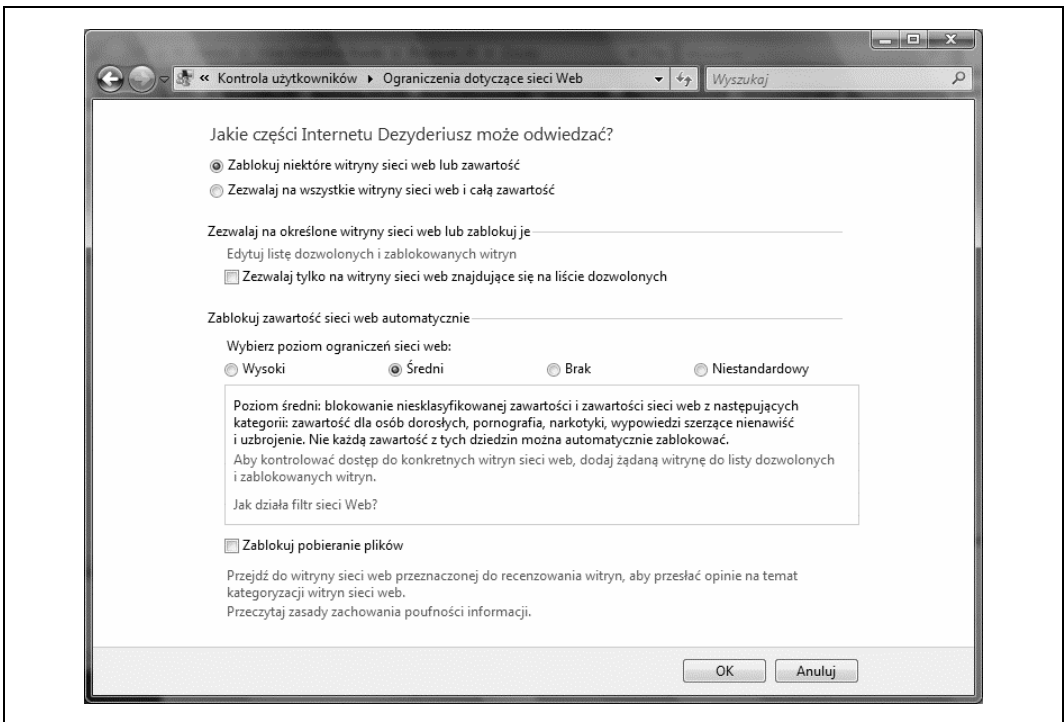 « Kontrola użytkowników ▸ Ograniczenia dotyczące sieci Web Wyszukaj
Jakie części Internetu Dezyderiusz może odwiedzać?
Zablokuj niektóre witryny sieci web lub zawartość
Zezwalaj na wszystkie witryny sieci web i całą zawartość
Zezwalaj na określone witryny sieci web lub zablokuj je
Edytuj listę dozwolonych i zablokowanych witryn
Zezwalaj tylko na witryny sieci web znajdujące się na liście dozwolonych
Zablokuj zawartość sieci web automatycznie
Wybierz poziom ograniczeń sieci web:
Wysoki Średni Brak Niestandardowy
Poziom średni: blokowanie niesklasyfikowanej zawartości i zawartości sieci web z następujących
kategorii: zawartość dla osób dorosłych, pornografia, narkotyki, wypowiedzi szerzące nienawiść
i uzbrojenie. Nie każdą zawartość z tych dziedzin można automatycznie zablokować.
Aby kontrolować dostęp do konkretnych witryn sieci web, dodaj żądaną witrynę do listy dozwolonych
i zablokowanych witryn.
Jak działa filtr sieci Web?
Zablokuj pobieranie plików
Przejdź do witryny sieci web przeznaczonej do recenzowania witryn, aby przesłać opinie na temat
kategoryzacji witryn sieci web.
Przeczytaj zasady zachowania poufności informacji.
OK Anuluj